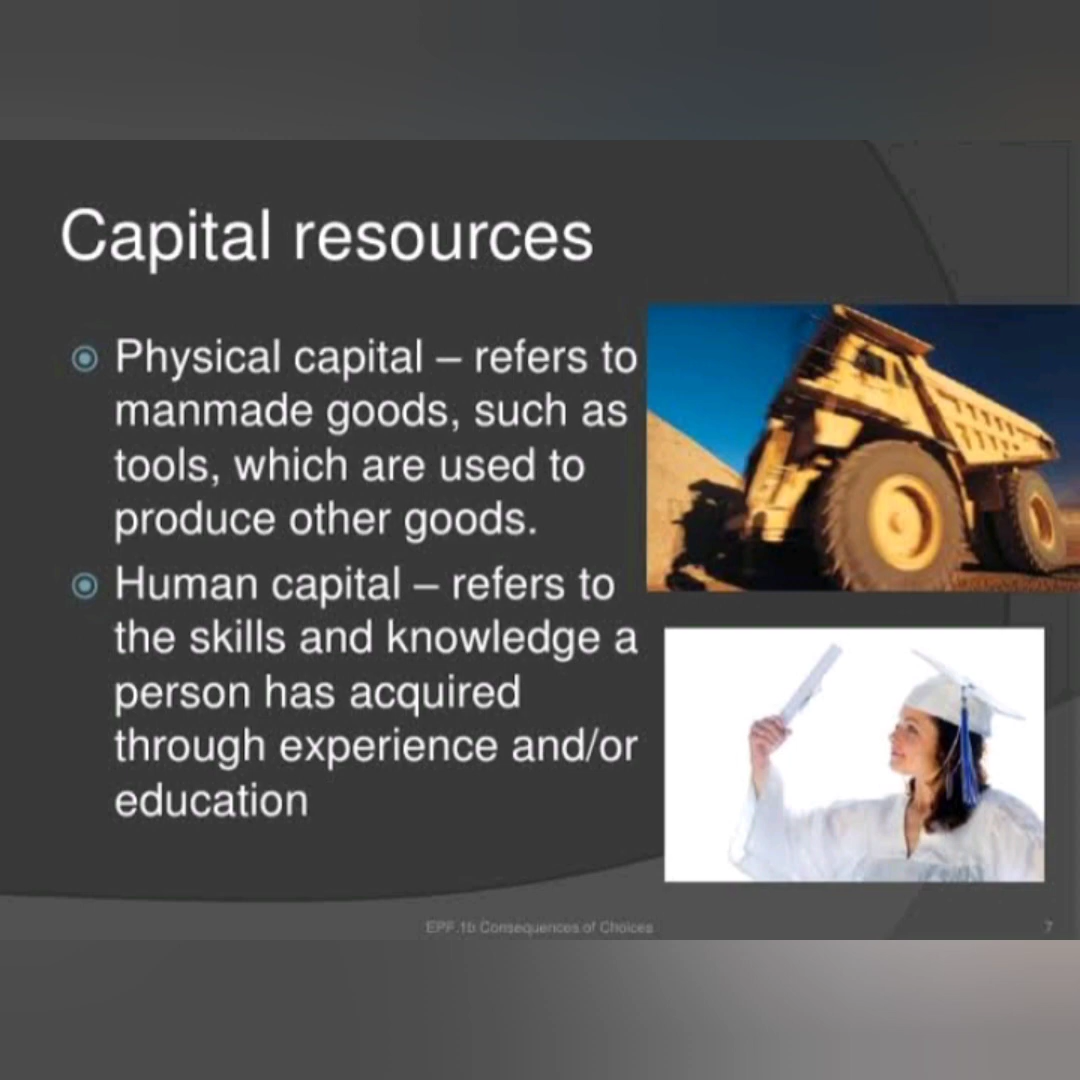 Capital resources
Physical capital – refers to
manmade goods, such as
tools, which are used to
produce other goods.
Human capital – refers to
the skills and knowledge a
person has acquired
through experience and/or
education
EPF.1b Consequences of Choices
7